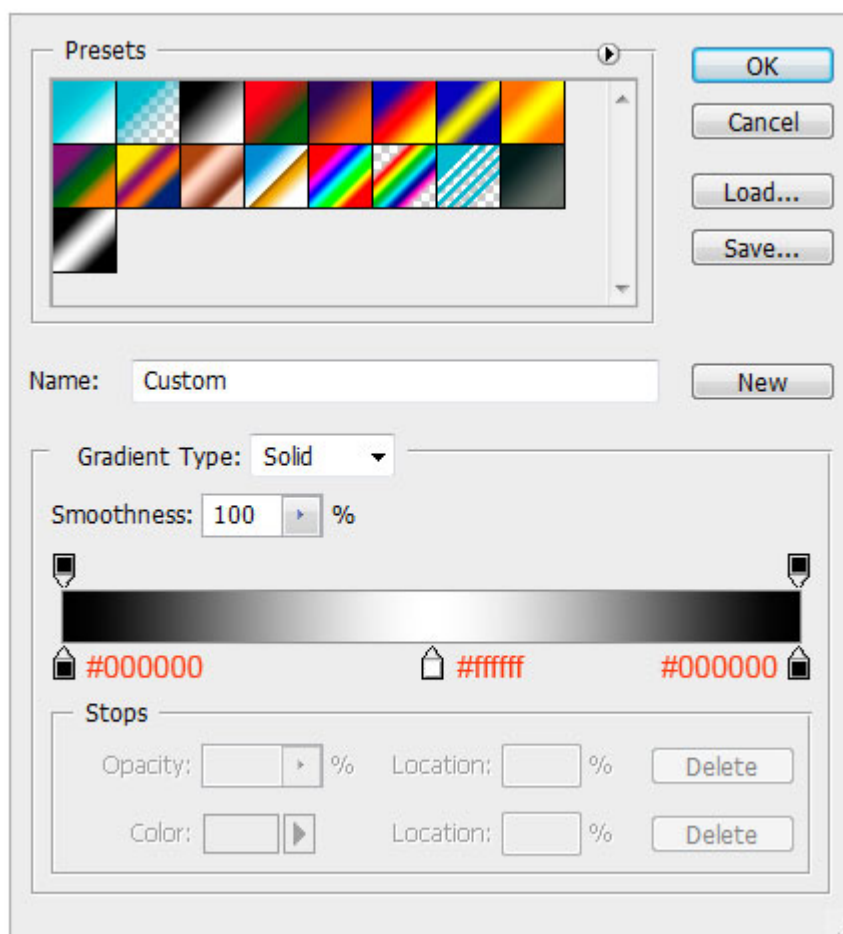 Presets
OK
Cancel
Load...
Save...
Name: Custom
New
Gradient Type: Solid
Smoothness: 100 %
#000000 #ffffff #000000
Stops
Opacity: % Location: % Delete
Color: Location: % Delete